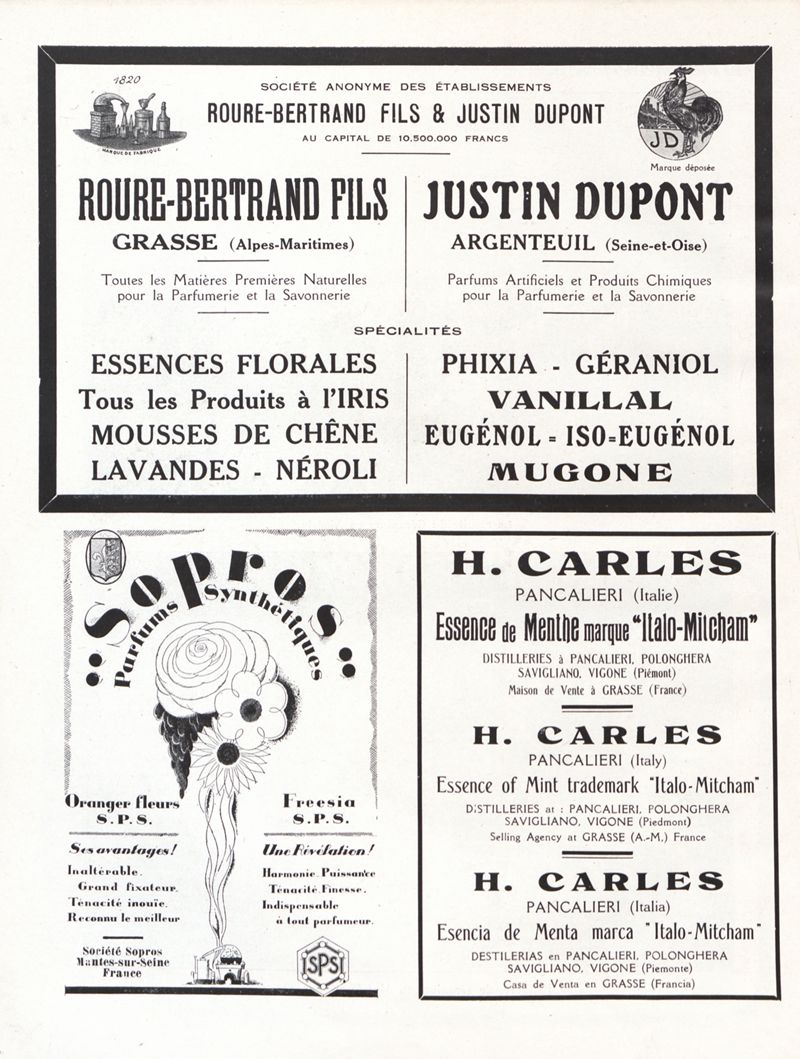 1820
MARQUE DE FABRIQUE
SOCIÉTÉ ANONYME DES ÉTABLISSEMENTS
ROURE-BERTRAND FILS & JUSTIN DUPONT
AU CAPITAL DE 10.500.000 FRANCS
JD
Marque déposée
ROURE-BERTRAND FILS
GRASSE (Alpes-Maritimes)
Toutes les Matières Premières Naturelles
pour la Parfumerie et la Savonnerie
JUSTIN DUPONT
ARGENTEUIL (Seine-et-Oise)
Parfums Artificiels et Produits Chimiques
pour la Parfumerie et la Savonnerie
SPÉCIALITÉS
ESSENCES FLORALES
Tous les Produits à l'IRIS
MOUSSES DE CHÊNE
LAVANDES - NÉROLI
PHIXIA - GÉRANIOL
VANILLAL
EUGÉNOL = ISO=EUGÉNOL
MUGONE
Sopros
Parfums Synthétiques
Oranger fleurs
S.P.S.
Ses avantages!
Inaltérable.
Grand fixateur.
Ténacité inouïe.
Reconnu le meilleur
Société Sopros
Mantes-sur-Seine
France
Freesia
S.P.S.
Une Révélation!
Harmonie. Puissance
Ténacité. Finesse.
Indispensable
à tout parfumeur.
SPS
H. CARLES
PANCALIERI (Italie)
Essence de Menthe marque "Italo-Mitcham"
DISTILLERIES à PANCALIERI, POLONGHERA
SAVIGLIANO, VIGONE (Piémont)
Maison de Vente à GRASSE (France)
H. CARLES
PANCALIERI (Italy)
Essence of Mint trademark "Italo-Mitcham"
DISTILLERIES at : PANCALIERI, POLONGHERA
SAVIGLIANO, VIGONE (Piedmont)
Selling Agency at GRASSE (A.-M.) France
H. CARLES
PANCALIERI (Italia)
Esencia de Menta marca "Italo-Mitcham"
DESTILERIAS en PANCALIERI, POLONGHERA
SAVIGLIANO, VIGONE (Piemonte)
Casa de Venta en GRASSE (Francia)